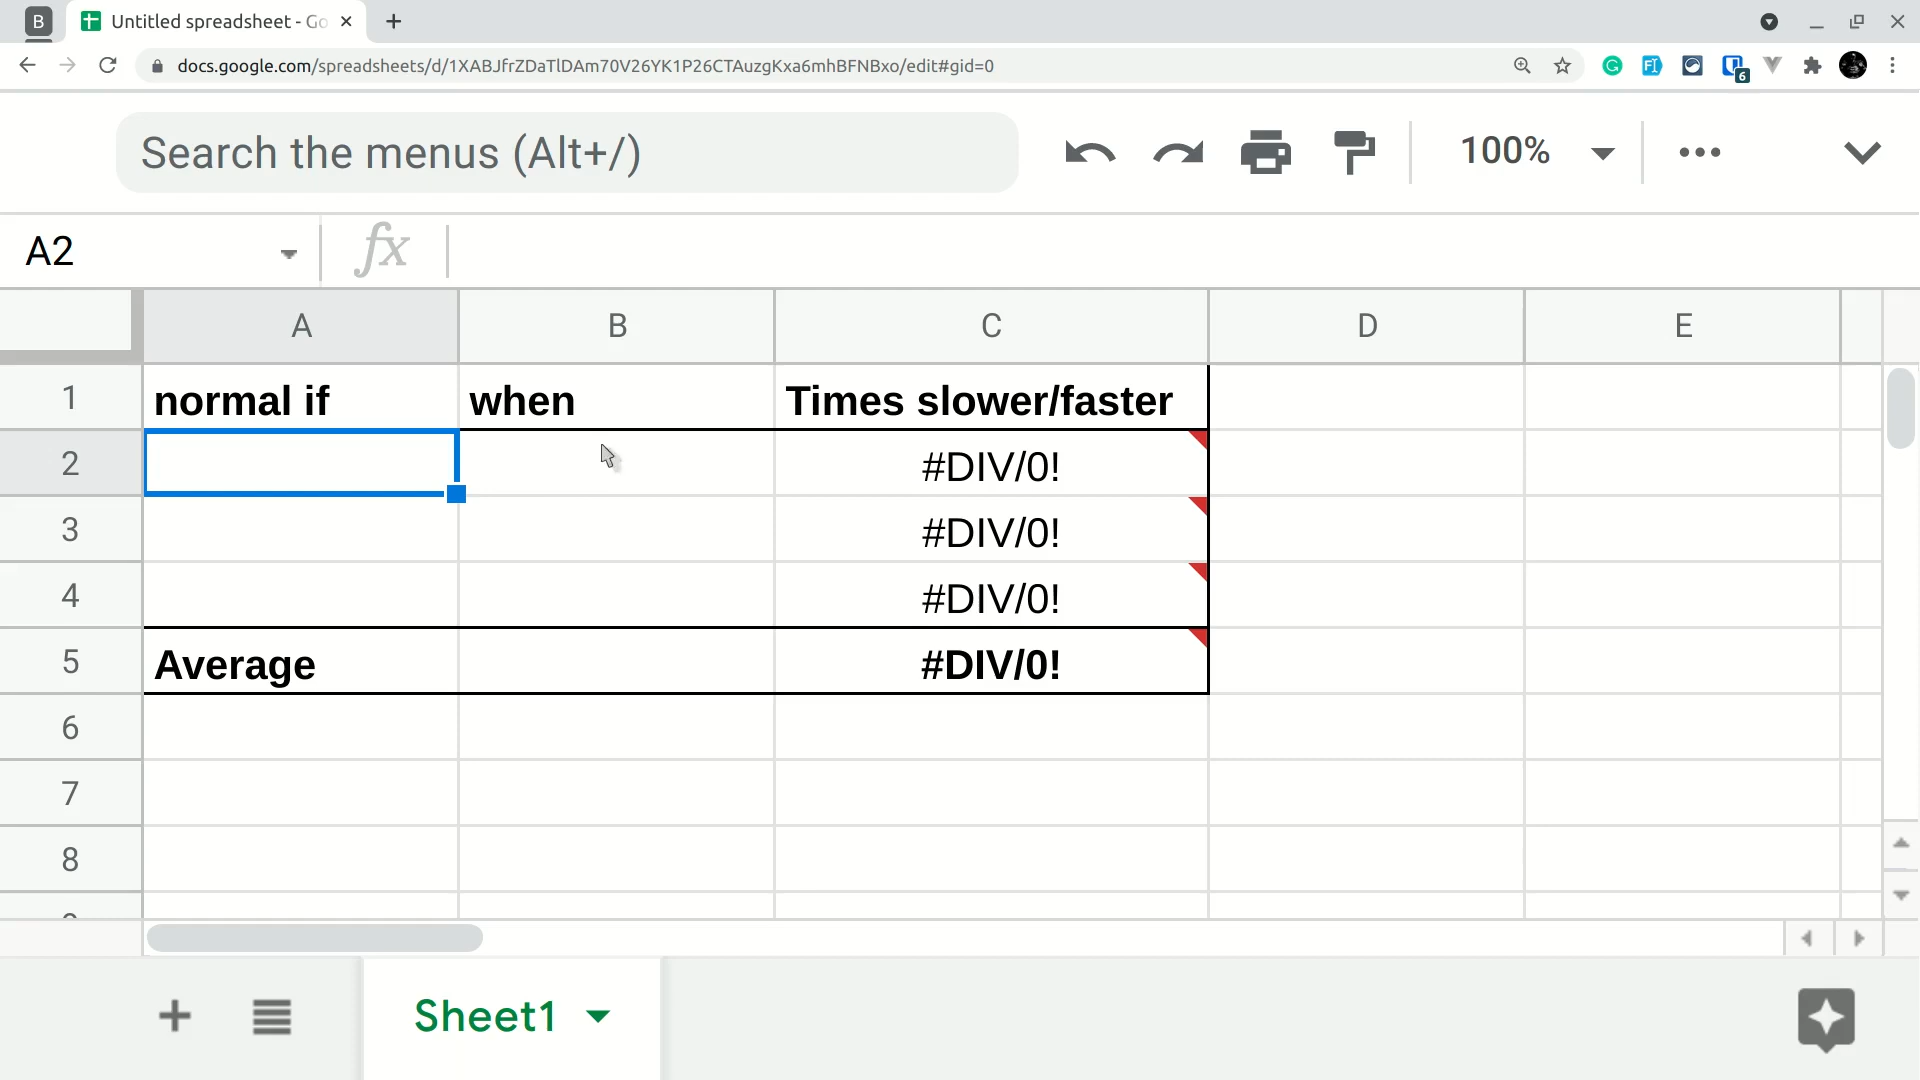 B
Untitled spreadsheet - Go
docs.google.com/spreadsheets/d/1XABJfrZDaTlDAm70V26YK1P26CTAuzgKxa6mhBFNBxo/edit#gid=0
6
Search the menus (Alt+/)
100%
A2
fx
A B C D E
1 normal if when Times slower/faster
2 #DIV/0!
3 #DIV/0!
4 #DIV/0!
5 Average #DIV/0!
6
7
8
Sheet1